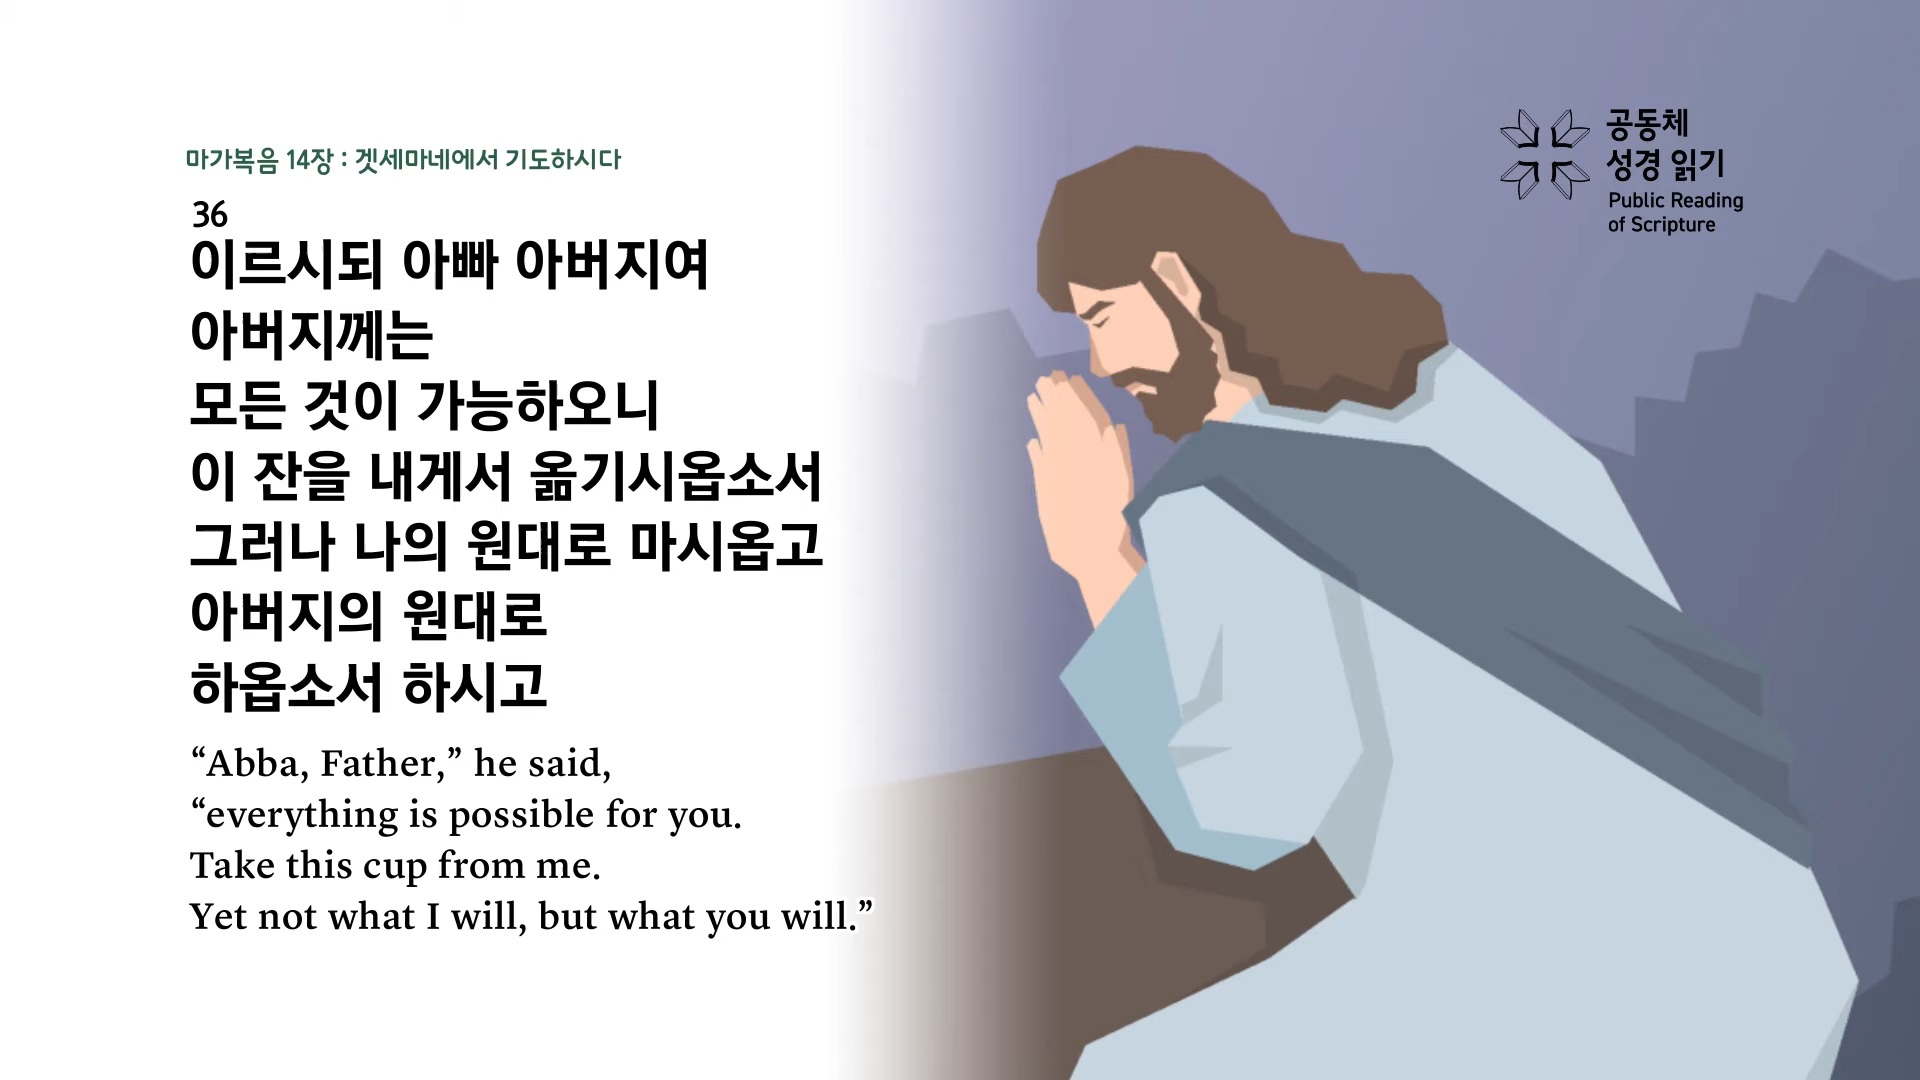 마가복음 14장 : 겟세마네에서 기도하시다
36
이르시되 아빠 아버지여
아버지께는
모든 것이 가능하오니
이 잔을 내게서 옮기시옵소서
그러나 나의 원대로 마시옵고
아버지의 원대로
하옵소서 하시고
“Abba, Father,” he said,
“everything is possible for you.
Take this cup from me.
Yet not what I will, but what you will.”
공동체
성경 읽기
Public Reading
of Scripture